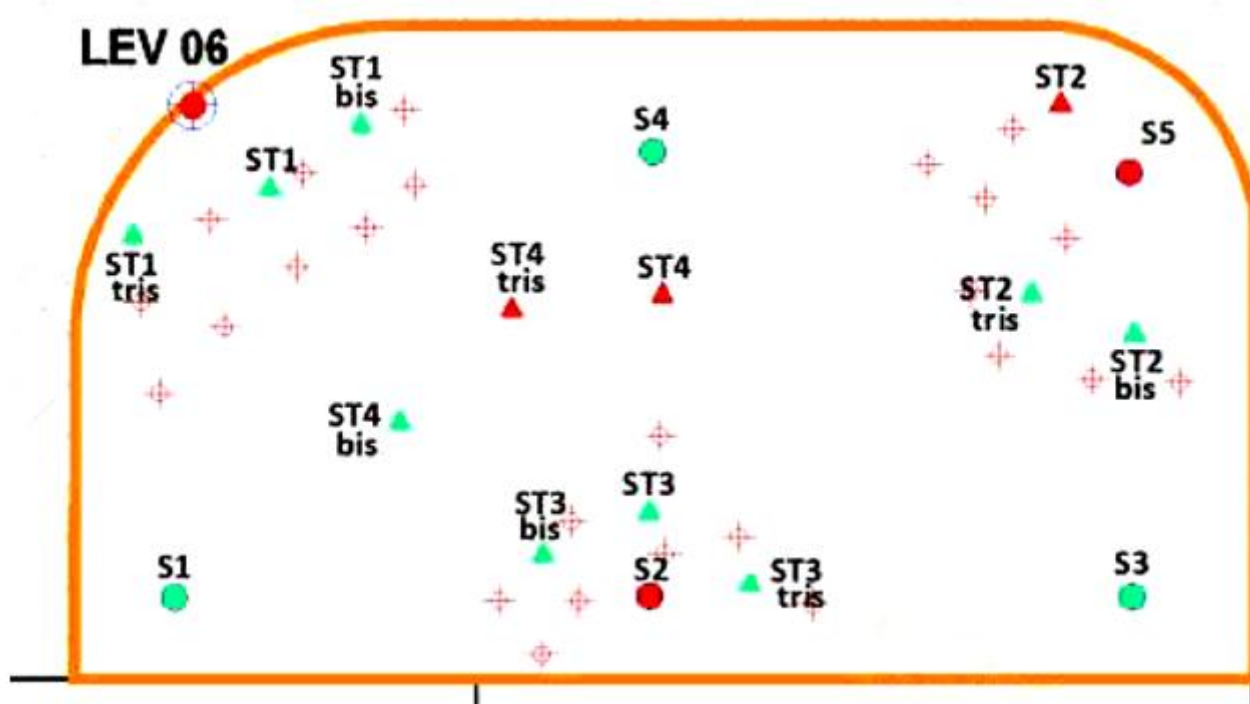 LEV 06
ST1
bis
ST2
S4
S5
ST1
ST1
tris
ST4
tris
ST4
ST2
tris
ST2
bis
ST4
bis
ST3
ST3
bis
S1
S2
ST3
tris
S3